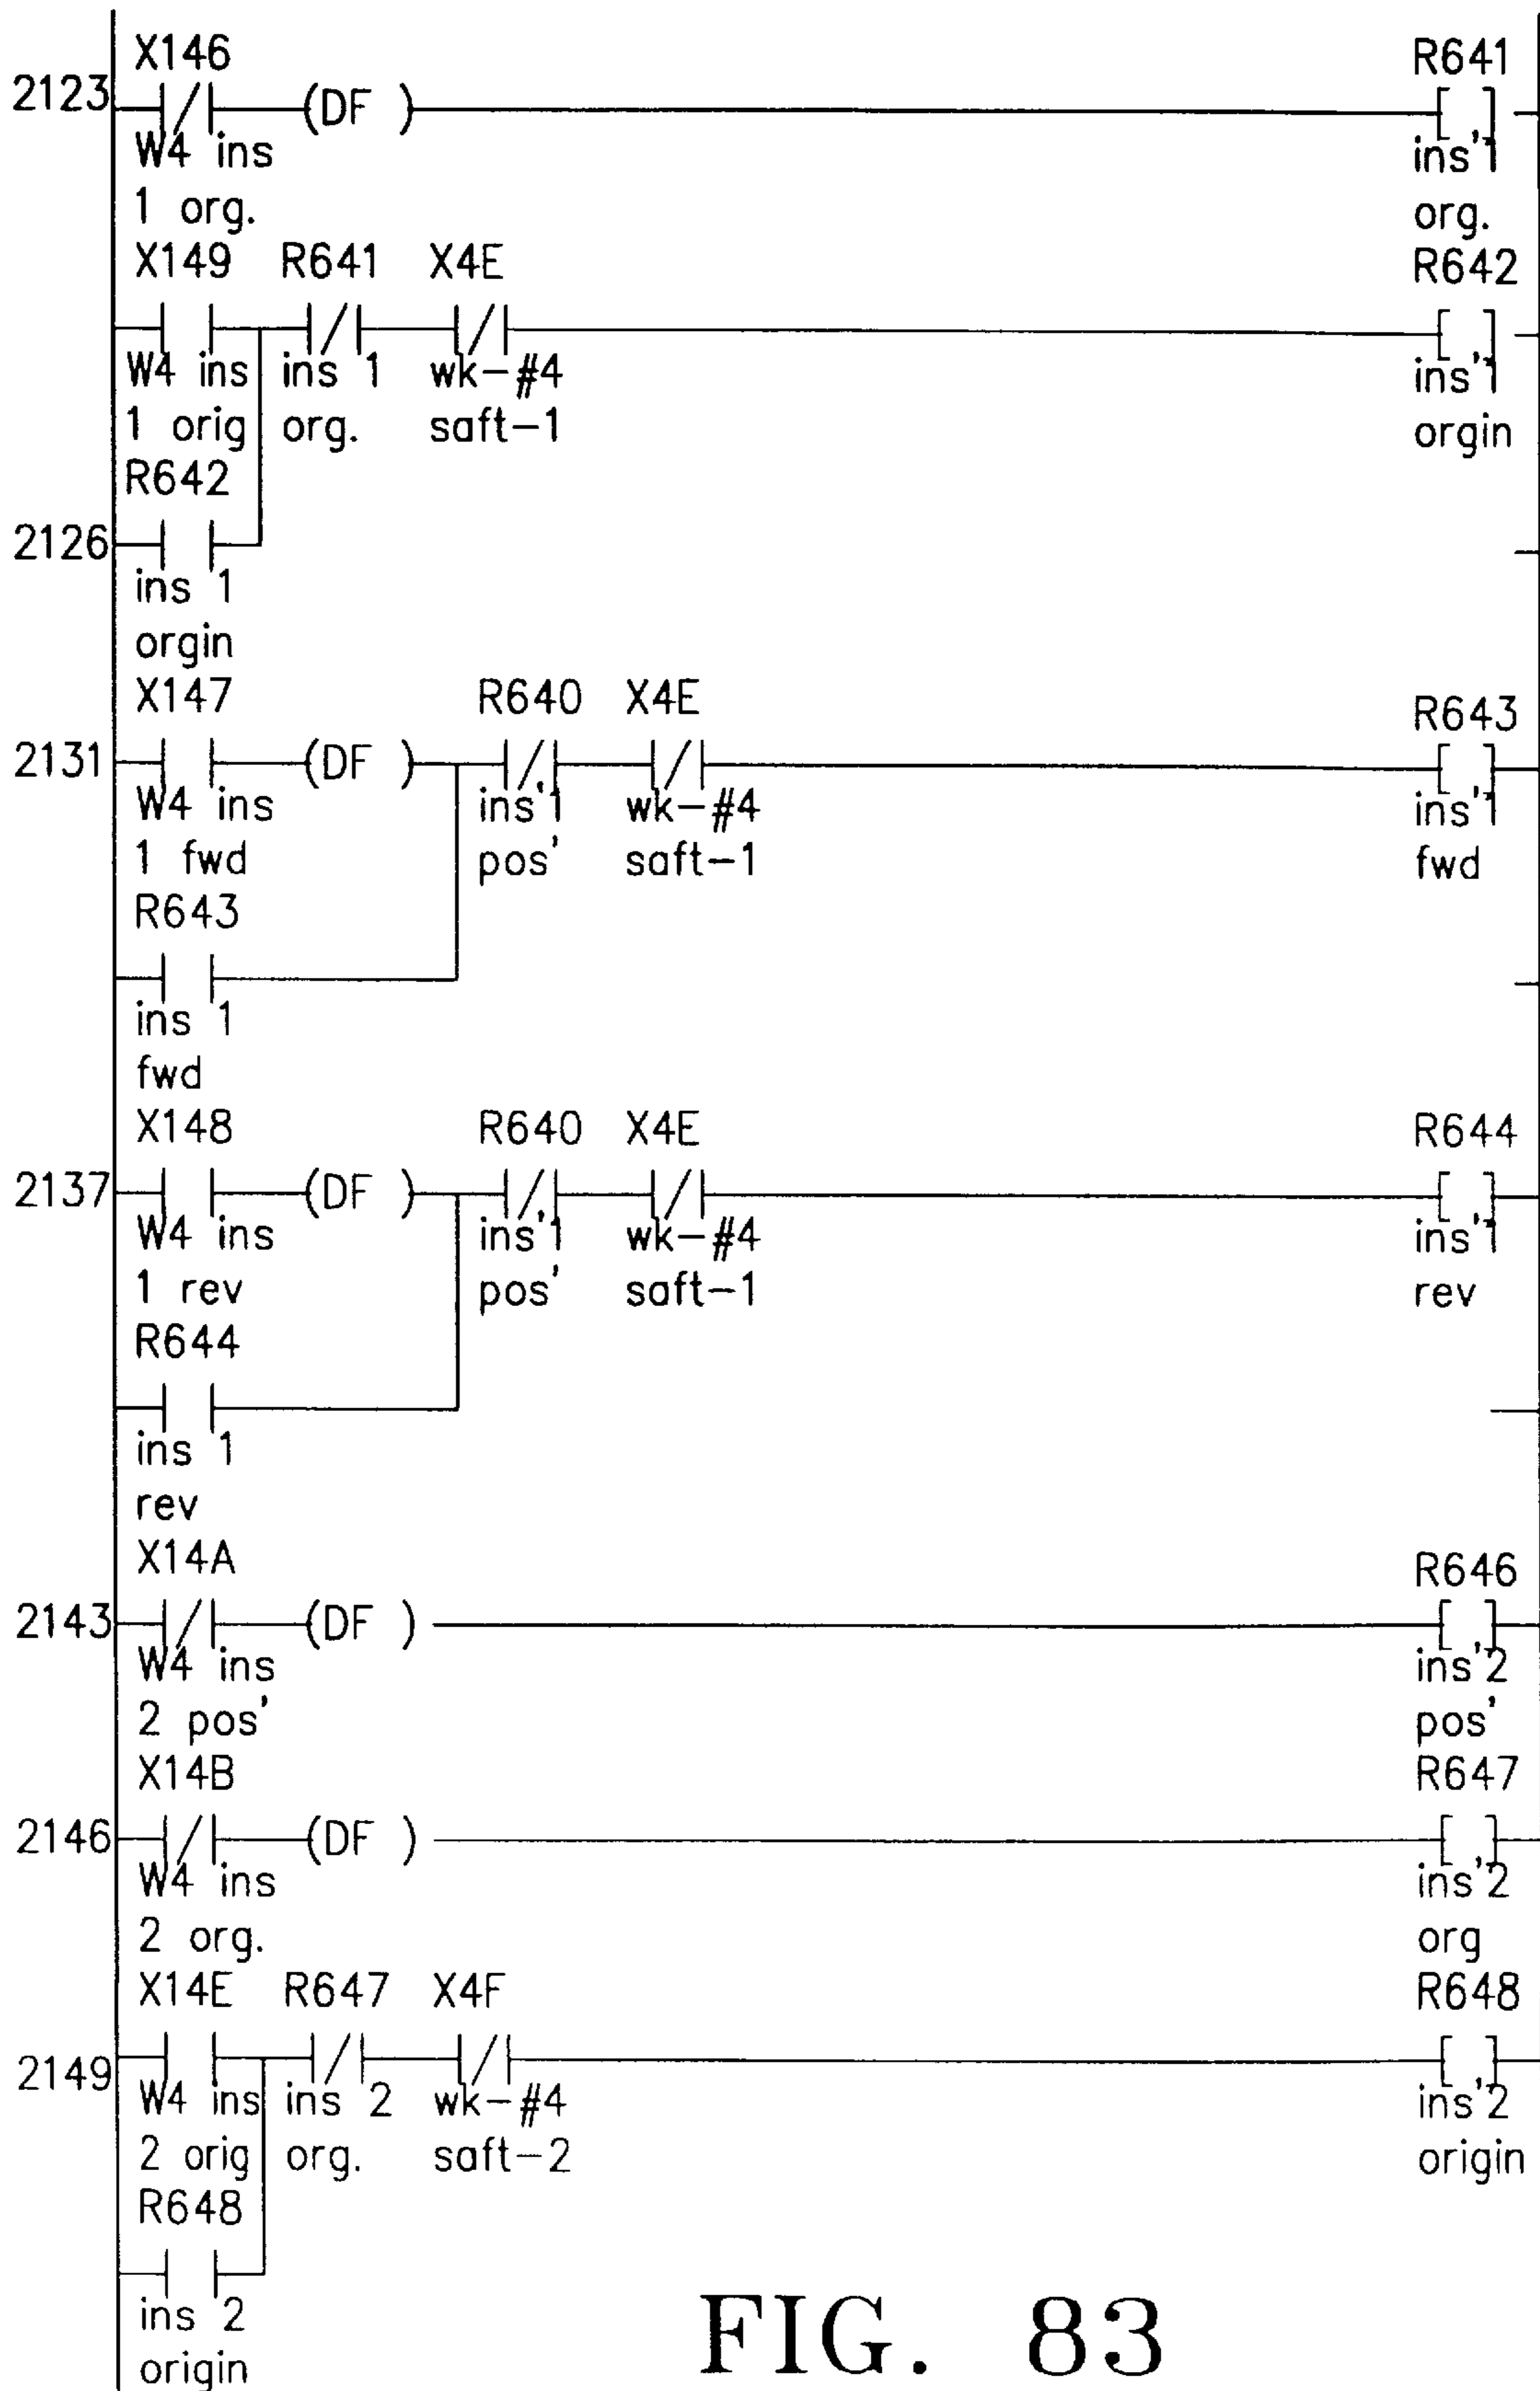 X146 R641
2123 (DF )
W4 ins ins'1
1 org. org.
X149 R641 X4E R642
W4 ins ins 1 wk-#4 ins'1
1 orig org. saft-1 orgin
R642
2126
ins 1
orgin
X147 R640 X4E R643
2131 (DF )
W4 ins ins'1 wk-#4 ins'1
1 fwd pos' saft-1 fwd
R643
ins 1
fwd
X148 R640 X4E R644
2137 (DF )
W4 ins ins'1 wk-#4 ins'1
1 rev pos' saft-1 rev
R644
ins 1
rev
X14A R646
2143 (DF )
W4 ins ins'2
2 pos' pos'
X14B R647
2146 (DF )
W4 ins ins'2
2 org. org
X14E R647 X4F R648
2149
W4 ins ins 2 wk-#4 ins'2
2 orig org. saft-2 origin
R648
ins 2
origin
FIG. 83